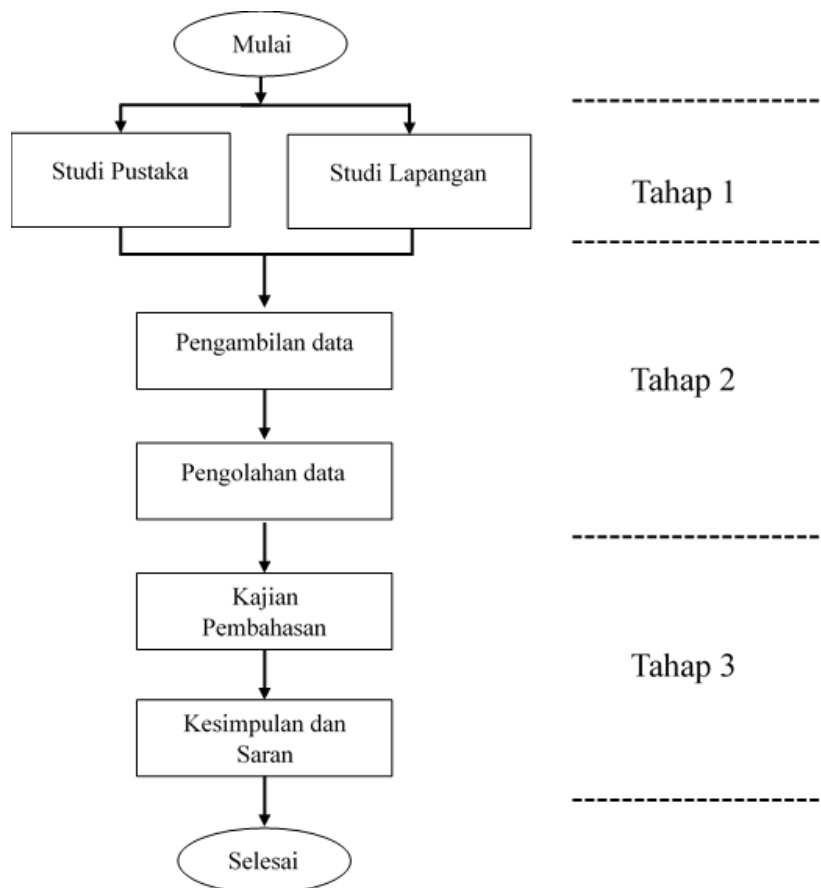 Mulai
Studi Pustaka
Studi Lapangan
Tahap 1
Pengambilan data
Tahap 2
Pengolahan data
Kajian
Pembahasan
Tahap 3
Kesimpulan dan
Saran
Selesai